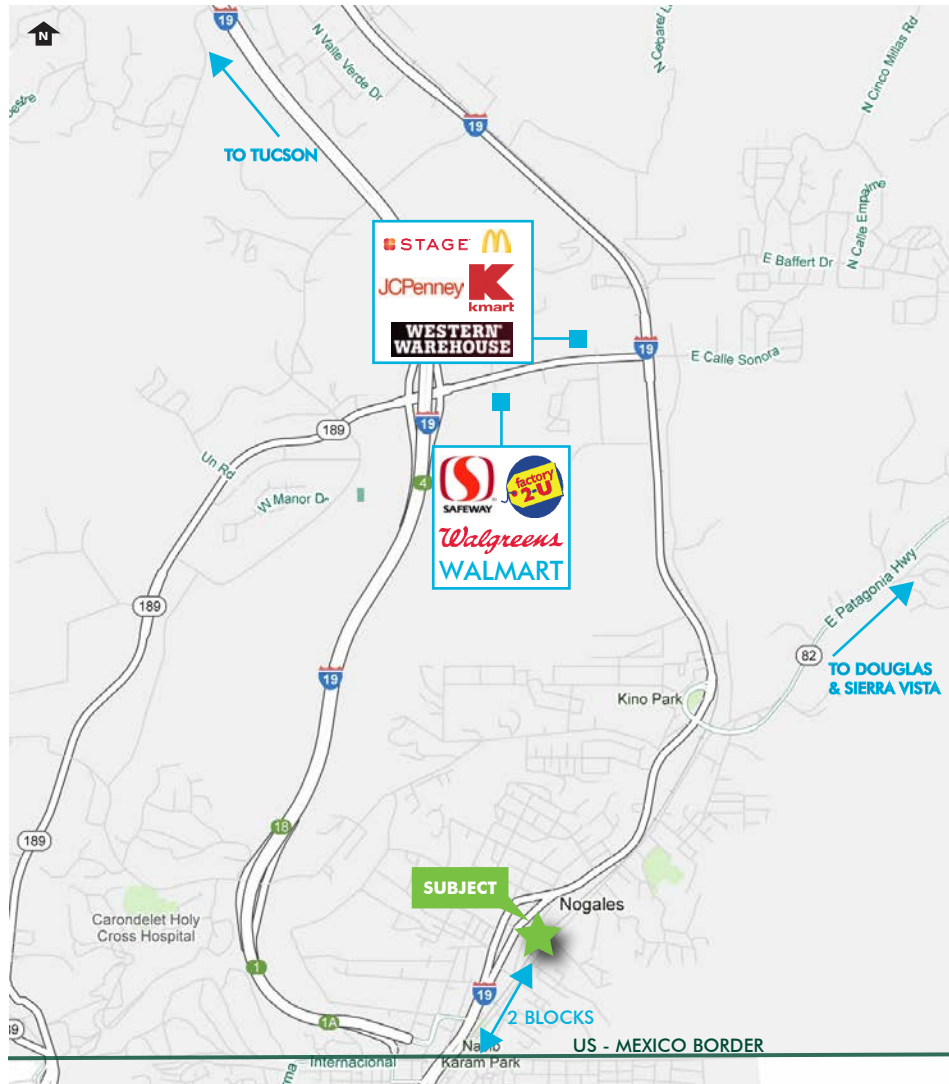 N
19
N Valle Verde Dr
N Cinco Millas Rd
19
TO TUCSON
N Calle Empalme
STAGE
JCPenney
K
kmart
WESTERN
WAREHOUSE
E Baffert Dr
19
E Calle Sonora
189
19
Un Rd
W Manor D
4
SAFEWAY
factory
2-U
Walgreens
WALMART
189
E Patagonia Hwy
82
TO DOUGLAS
& SIERRA VISTA
19
Kino Park
18
189
SUBJECT
Nogales
Carondelet Holy
Cross Hospital
1
19
2 BLOCKS
1A
US - MEXICO BORDER
Internacional
Karam Park